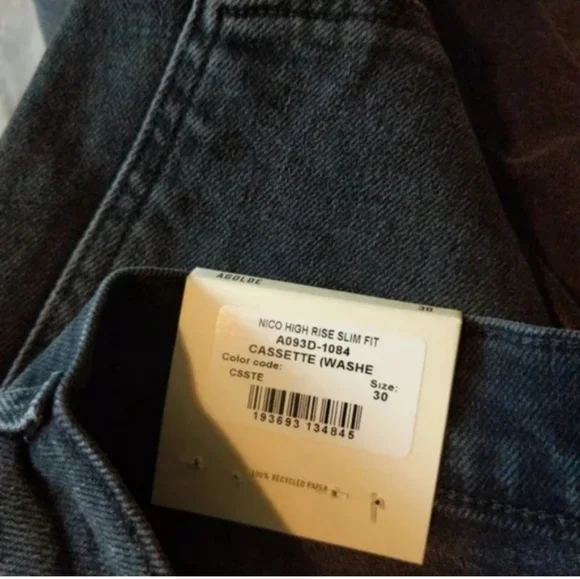 AGOLDE 30
NICO HIGH RISE SLIM FIT
A093D-1084
CASSETTE (WASHE
Color code: Size:
CSSTE 30
193693 134845
100% RECYCLED PAPER